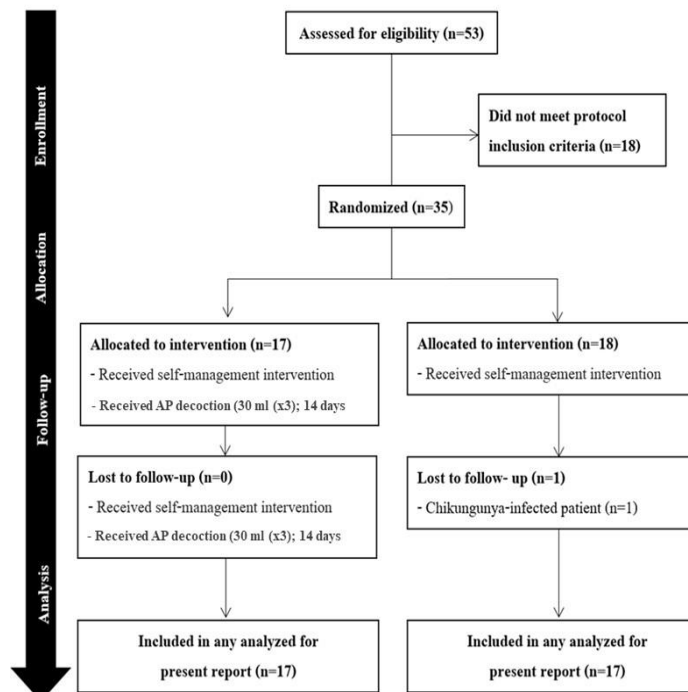 Assessed for eligibility (n=53)
Enrollment
Did not meet protocol
inclusion criteria (n=18)
Randomized (n=35)
Allocation
Allocated to intervention (n=17)
- Received self-management intervention
- Received AP decoction (30 ml (x3); 14 days
Allocated to intervention (n=18)
- Received self-management intervention
Follow-up
Lost to follow-up (n=0)
- Received self-management intervention
- Received AP decoction (30 ml (x3); 14 days
Lost to follow- up (n=1)
- Chikungunya-infected patient (n=1)
Analysis
Included in any analyzed for
present report (n=17)
Included in any analyzed for
present report (n=17)